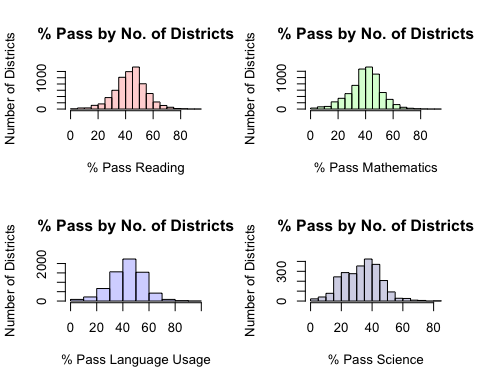 % Pass by No. of Districts
Number of Districts
0 1000
0 20 40 60 80
% Pass Reading
% Pass by No. of Districts
Number of Districts
0 1000
0 20 40 60 80
% Pass Mathematics
% Pass by No. of Districts
Number of Districts
0 2000
0 20 40 60 80
% Pass Language Usage
% Pass by No. of Districts
Number of Districts
0 300
0 20 40 60 80
% Pass Science